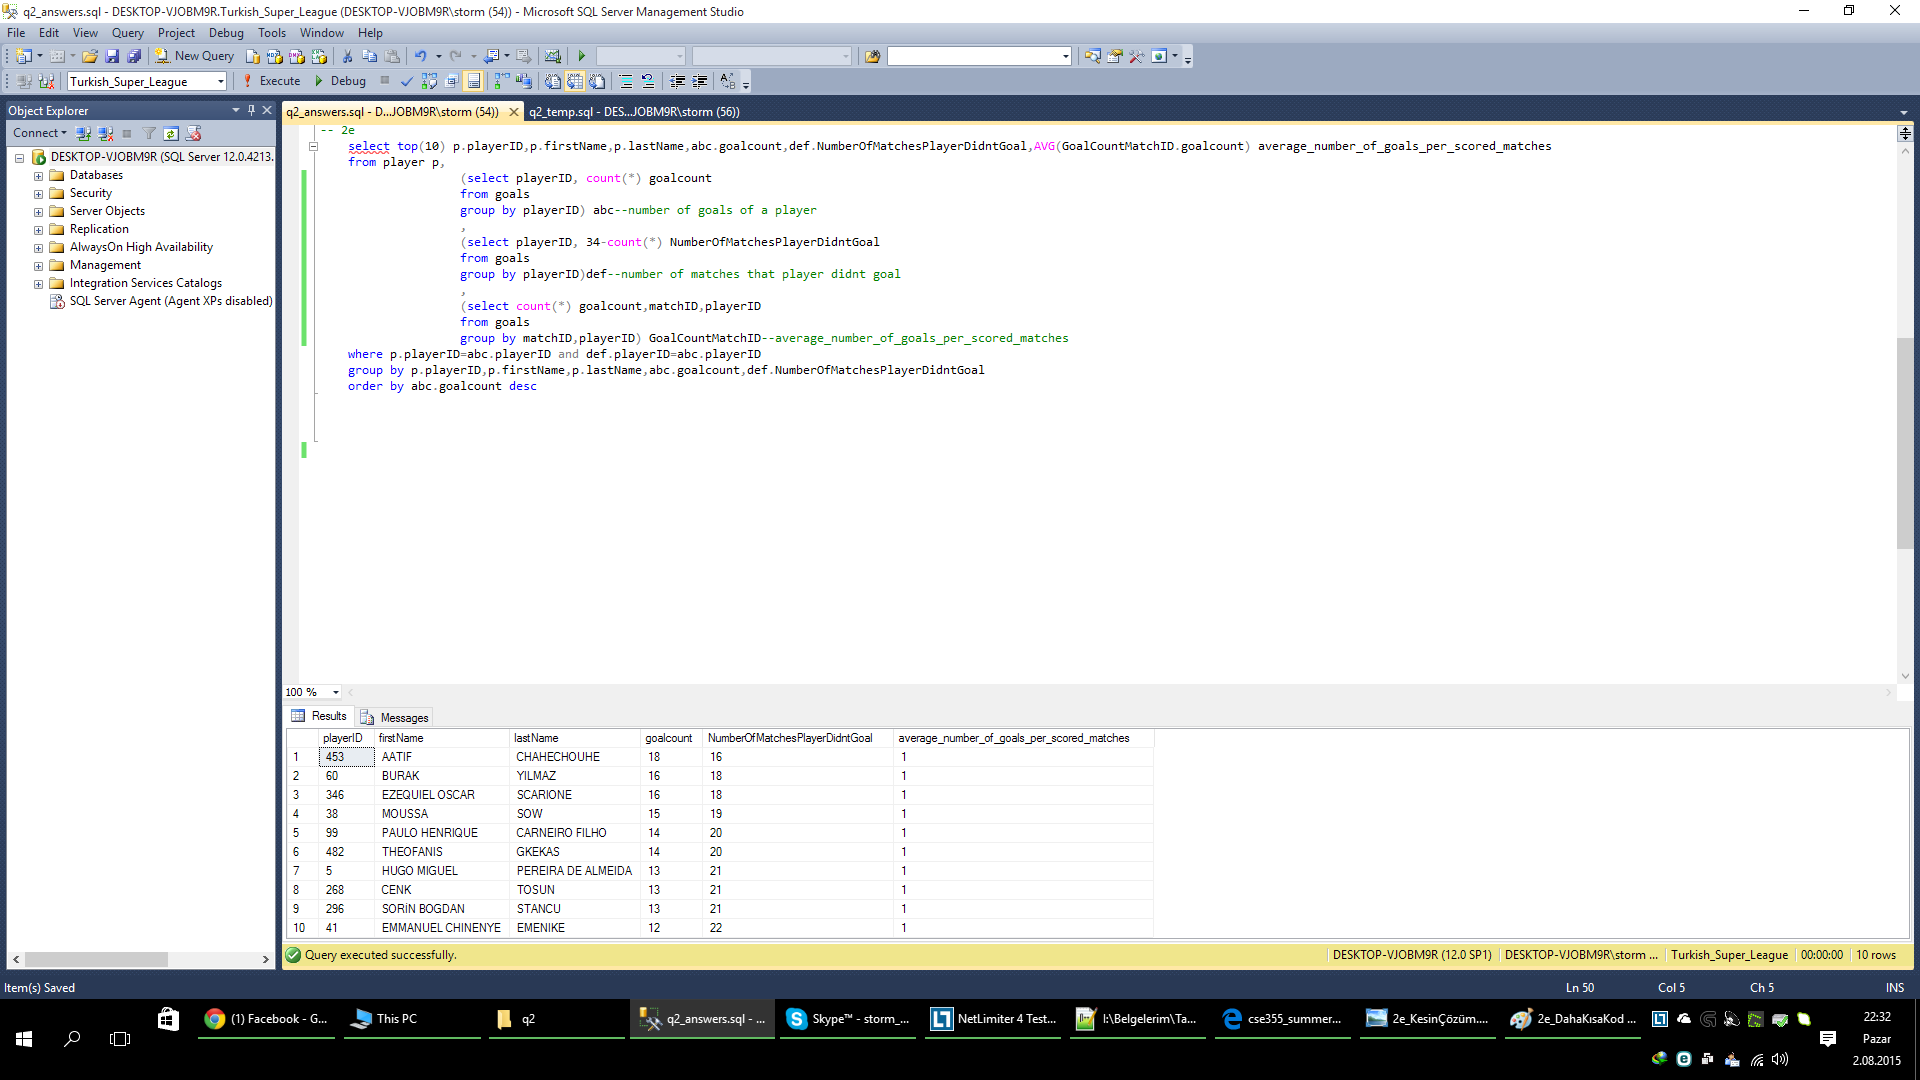 q2_answers.sql - DESKTOP-VJOBM9R.Turkish_Super_League (DESKTOP-VJOBM9R\storm (54)) - Microsoft SQL Server Management Studio
File Edit View Query Project Debug Tools Window Help
New Query
Turkish_Super_League Execute Debug
Object Explorer
Connect
DESKTOP-VJOBM9R (SQL Server 12.0.4213.
Databases
Security
Server Objects
Replication
AlwaysOn High Availability
Management
Integration Services Catalogs
SQL Server Agent (Agent XPs disabled)
q2_answers.sql - D...JOBM9R\storm (54)) q2_temp.sql - DES...JOBM9R\storm (56))
-- 2e
select top(10) p.playerID,p.firstName,p.lastName,abc.goalcount,def.NumberOfMatchesPlayerDidntGoal,AVG(GoalCountMatchID.goalcount) average_number_of_goals_per_scored_matches
from player p,
(select playerID, count(*) goalcount
from goals
group by playerID) abc--number of goals of a player
,
(select playerID, 34-count(*) NumberOfMatchesPlayerDidntGoal
from goals
group by playerID)def--number of matches that player didnt goal
,
(select count(*) goalcount,matchID,playerID
from goals
group by matchID,playerID) GoalCountMatchID--average_number_of_goals_per_scored_matches
where p.playerID=abc.playerID and def.playerID=abc.playerID
group by p.playerID,p.firstName,p.lastName,abc.goalcount,def.NumberOfMatchesPlayerDidntGoal
order by abc.goalcount desc
100 %
Results Messages
playerID firstName lastName goalcount NumberOfMatchesPlayerDidntGoal average_number_of_goals_per_scored_matches
1 453 AATIF CHAHECHOUHE 18 16 1
2 60 BURAK YILMAZ 16 18 1
3 346 EZEQUIEL OSCAR SCARIONE 16 18 1
4 38 MOUSSA SOW 15 19 1
5 99 PAULO HENRIQUE CARNEIRO FILHO 14 20 1
6 482 THEOFANIS GKEKAS 14 20 1
7 5 HUGO MIGUEL PEREIRA DE ALMEIDA 13 21 1
8 268 CENK TOSUN 13 21 1
9 296 SORİN BOGDAN STANCU 13 21 1
10 41 EMMANUEL CHINENYE EMENIKE 12 22 1
Query executed successfully. DESKTOP-VJOBM9R (12.0 SP1) DESKTOP-VJOBM9R\storm ... Turkish_Super_League 00:00:00 10 rows
Item(s) Saved Ln 50 Col 5 Ch 5 INS
(1) Facebook - G... This PC q2 q2_answers.sql - ... Skype™ - storm_... NetLimiter 4 Test... I:\Belgelerim\Ta... cse355_summer... 2e_KesinÇözüm.... 2e_DahaKısaKod ...
22:32
Pazar
2.08.2015